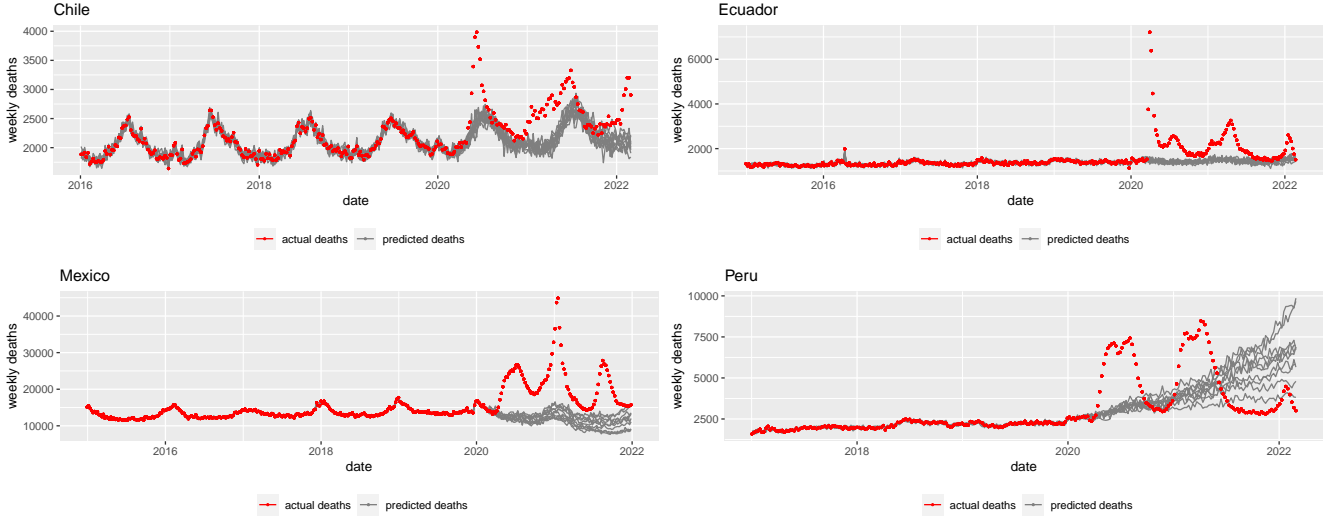 Chile
weekly deaths
4000
3500
3000
2500
2000
2016
2018
2020
2022
date
actual deaths
predicted deaths
Ecuador
weekly deaths
6000
4000
2000
2016
2018
2020
2022
date
actual deaths
predicted deaths
Mexico
weekly deaths
40000
30000
20000
10000
2016
2018
2020
2022
date
actual deaths
predicted deaths
Peru
weekly deaths
10000
7500
5000
2500
2018
2020
2022
date
actual deaths
predicted deaths